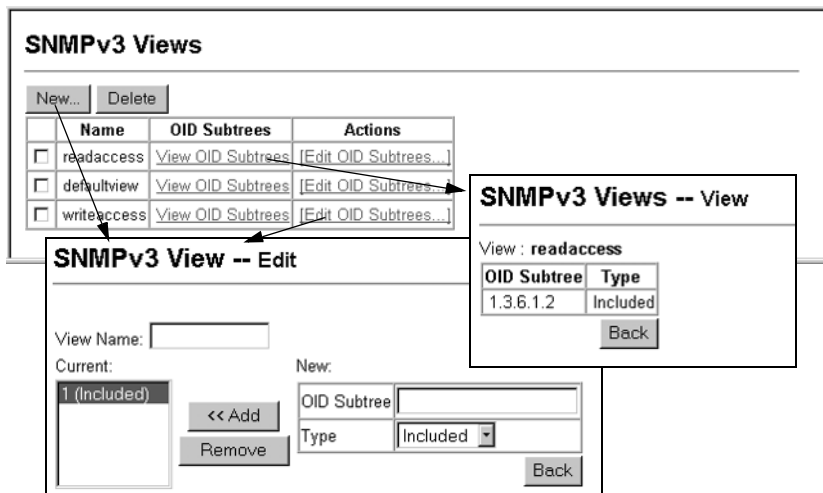 SNMPv3 Views
New... Delete
Name OID Subtrees Actions
readaccess View OID Subtrees [Edit OID Subtrees...]
defaultview View OID Subtrees [Edit OID Subtrees...]
writeaccess View OID Subtrees [Edit OID Subtrees...]
SNMPv3 Views -- View
View : readaccess
OID Subtree Type
1.3.6.1.2 Included
Back
SNMPv3 View -- Edit
View Name:
Current: New:
1 (Included)
<< Add
Remove
OID Subtree
Type Included
Back